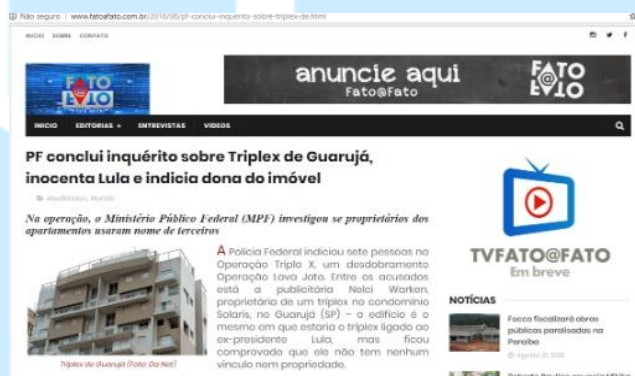 Não seguro | www.fatoafato.com.br/2018/08/pf-conclui-inquerito-sobre-triplex-de.html
INICIO SOBRE CONTATO
FATO
anuncie aqui
Fato@Fato
F@TO
INICIO EDITORIAS ENTREVISTAS VIDEOS
PF conclui inquérito sobre Triplex de Guarujá,
inocenta Lula e indicia dona do imóvel
Atualidades, Mundo
Na operação, o Ministério Público Federal (MPF) investigou se proprietários dos
apartamentos usaram nome de terceiros
A Polícia Federal indiciou sete pessoas na
Operação Triplo X, um desdobramento
Operação Lava Jato. Entre os acusados
está a publicitária Nelci Warken,
proprietária de um tríplex no condomínio
Solaris, no Guarujá (SP) – o edifício é o
mesmo em que estaria o triplex ligado ao
ex-presidente Lula, mas ficou
comprovado que ele não tem nenhum
vínculo nem propriedade.
Triplex do Guarujá (Foto: Da Net)
TVFATO@FATO
Em breve
NOTÍCIAS
Focco fiscalizará obras
públicas paralisadas na
Paraíba